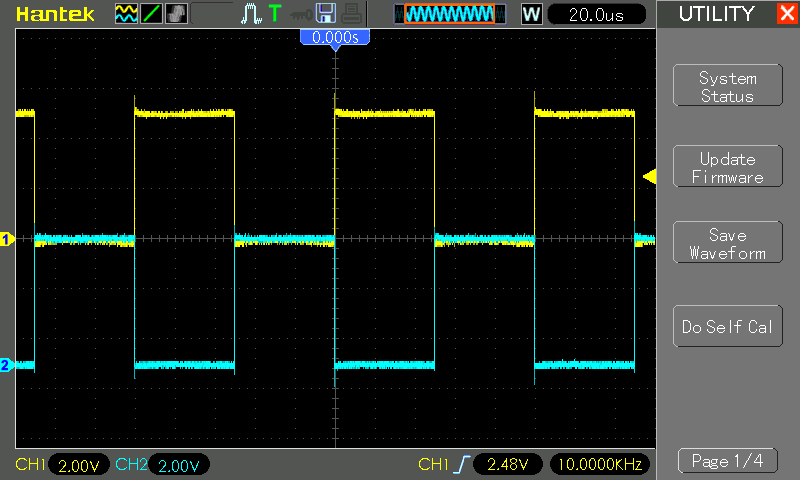 Hantek T W 20.0us UTILITY
0.000s
System
Status
Update
Firmware
Save
Waveform
Do Self Cal
1
2
CH1 2.00V CH2 2.00V CH1 2.48V 10.0000KHz
Page 1/4